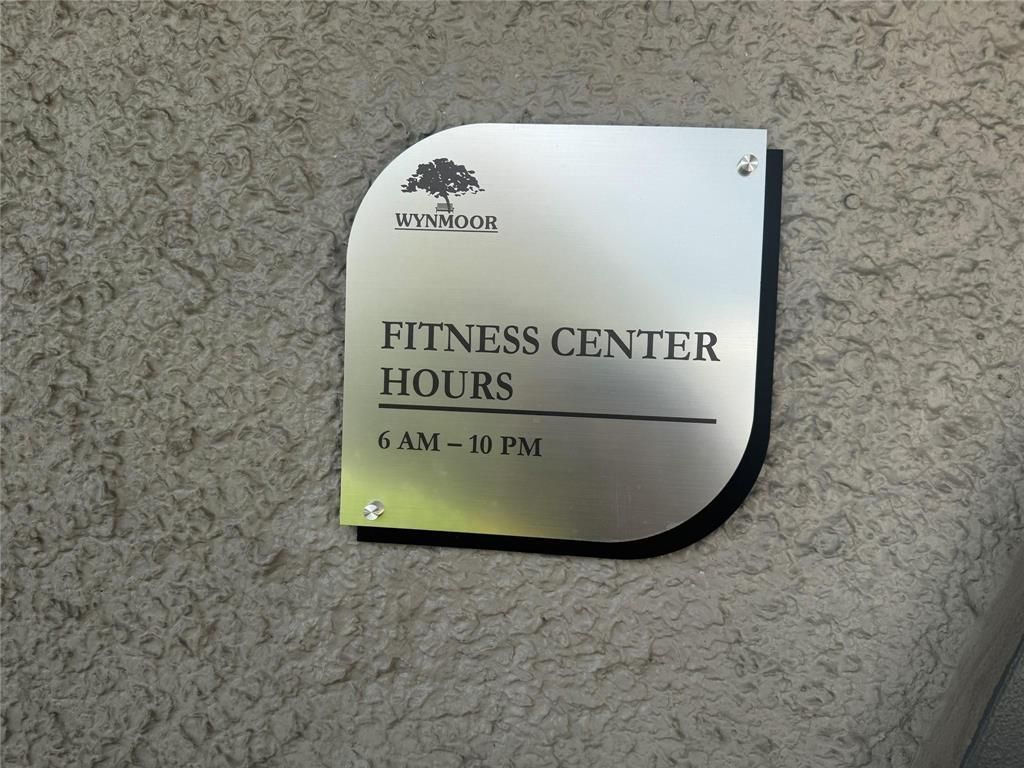 WYNMOOR
FITNESS CENTER
HOURS
6 AM – 10 PM